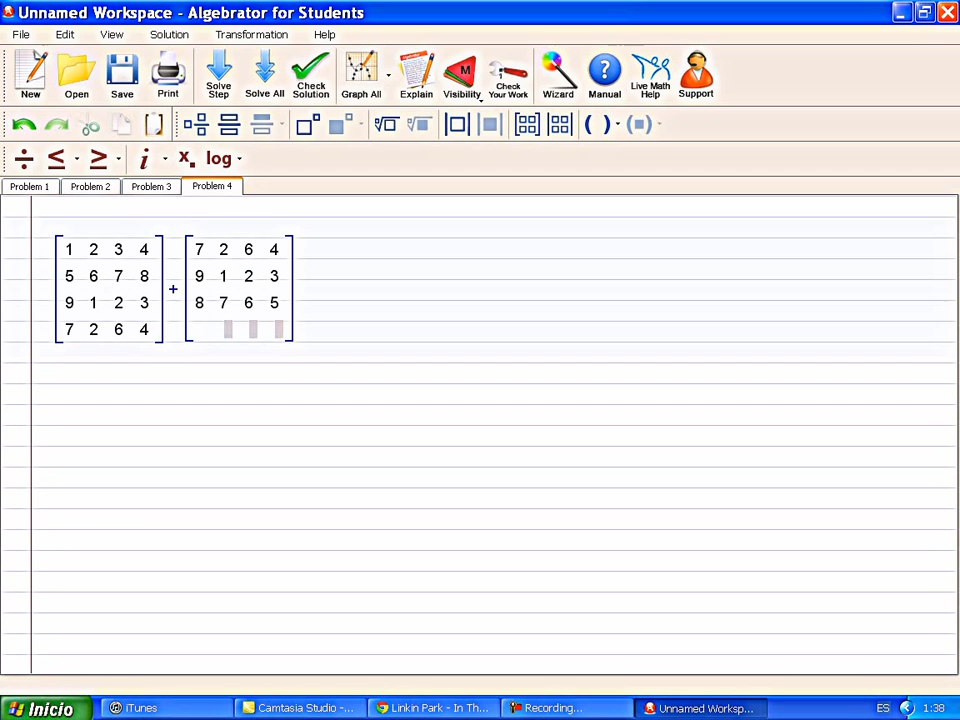 Unnamed Workspace - Algebrator for Students
File Edit View Solution Transformation Help
New Open Save Print Solve Step Solve All Check Solution Graph All Explain Visibility Check Your Work Wizard Manual Live Math Help Support
÷ ≤ ≥ i x. log
Problem 1 Problem 2 Problem 3 Problem 4
1 2 3 4 7 2 6 4
5 6 7 8 9 1 2 3
+
9 1 2 3 8 7 6 5
7 2 6 4
Inicio iTunes Camtasia Studio -... Linkin Park - In Th... Recording... Unnamed Worksp... ES 1:38